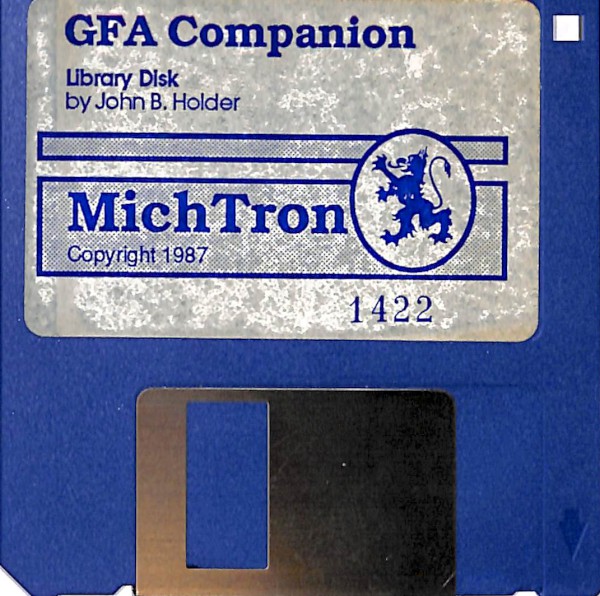 GFA Companion
Library Disk
by John B. Holder
MichTron
Copyright 1987
1422